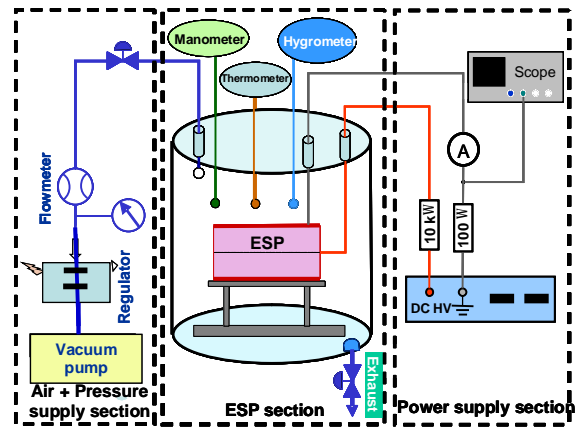 Manometer
Hygrometer
Thermometer
Scope
Flowmeter
A
10 kW
100 W
ESP
Regulator
DC HV
Vacuum
pump
Exhaust
Air + Pressure
supply section
ESP section
Power supply section